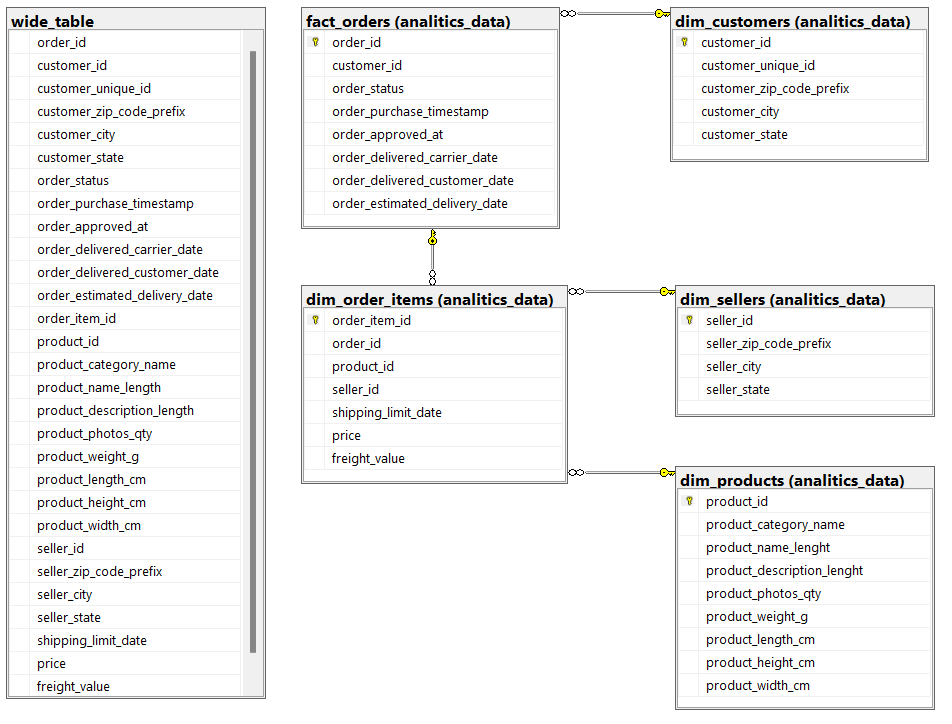 wide_table
order_id
customer_id
customer_unique_id
customer_zip_code_prefix
customer_city
customer_state
order_status
order_purchase_timestamp
order_approved_at
order_delivered_carrier_date
order_delivered_customer_date
order_estimated_delivery_date
order_item_id
product_id
product_category_name
product_name_length
product_description_length
product_photos_qty
product_weight_g
product_length_cm
product_height_cm
product_width_cm
seller_id
seller_zip_code_prefix
seller_city
seller_state
shipping_limit_date
price
freight_value
fact_orders (analitics_data)
order_id
customer_id
order_status
order_purchase_timestamp
order_approved_at
order_delivered_carrier_date
order_delivered_customer_date
order_estimated_delivery_date
dim_customers (analitics_data)
customer_id
customer_unique_id
customer_zip_code_prefix
customer_city
customer_state
dim_order_items (analitics_data)
order_item_id
order_id
product_id
seller_id
shipping_limit_date
price
freight_value
dim_sellers (analitics_data)
seller_id
seller_zip_code_prefix
seller_city
seller_state
dim_products (analitics_data)
product_id
product_category_name
product_name_lenght
product_description_lenght
product_photos_qty
product_weight_g
product_length_cm
product_height_cm
product_width_cm